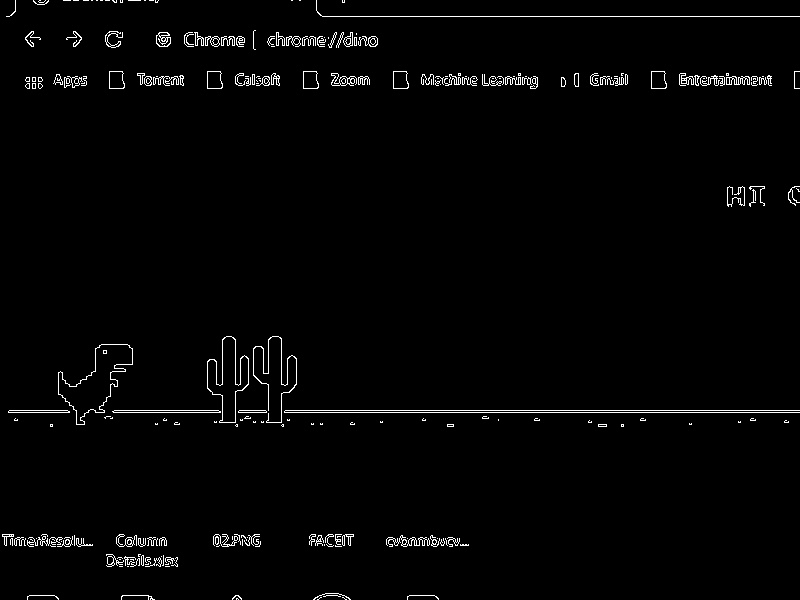 Chrome | chrome://dino
Apps Torrent Calsoft Zoom Machine Learning Gmail Entertainment
HI
TimerResolu... Column 02.PNG FACEIT cvbnmbvcv...
Details.xlsx